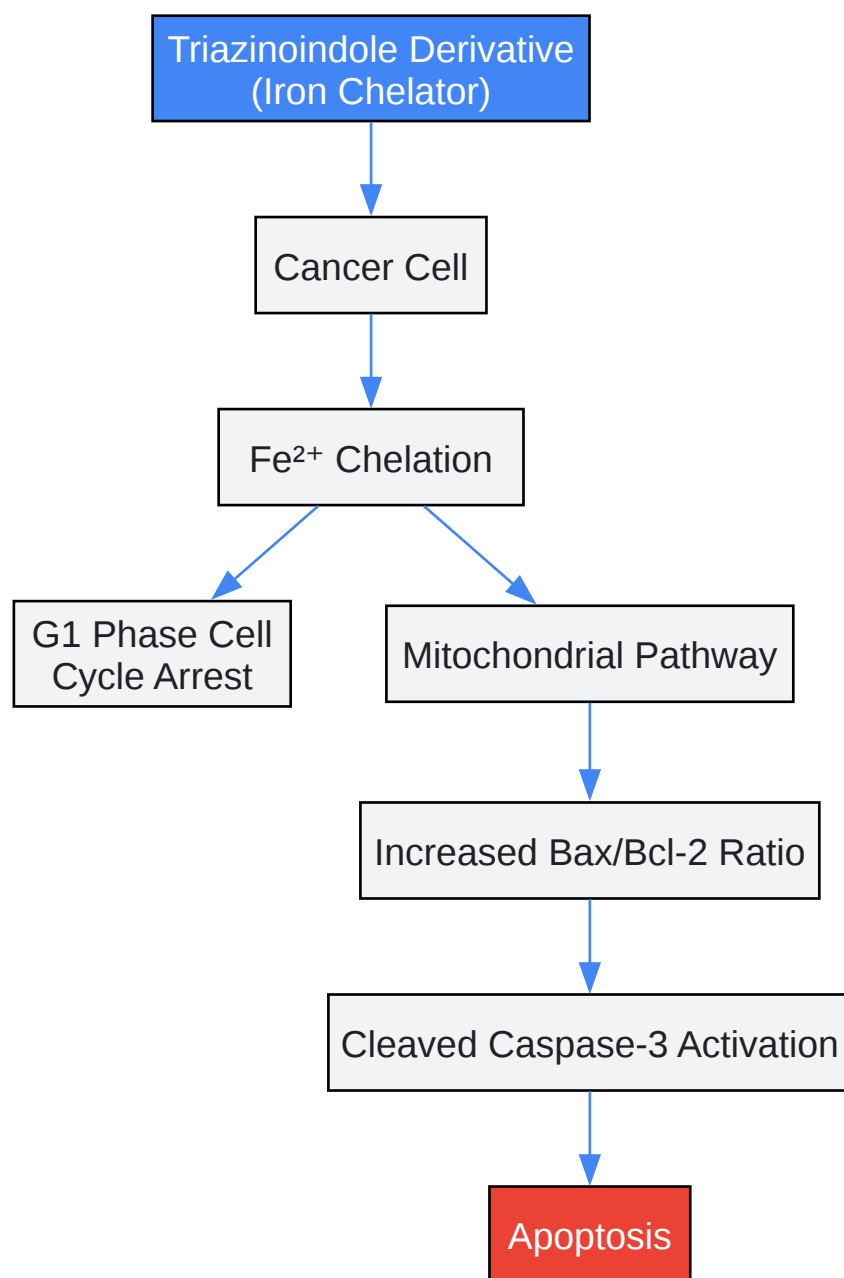 Triazinoindole Derivative
(Iron Chelator)
Cancer Cell
Fe²⁺ Chelation
G1 Phase Cell
Cycle Arrest
Mitochondrial Pathway
Increased Bax/Bcl-2 Ratio
Cleaved Caspase-3 Activation
Apoptosis